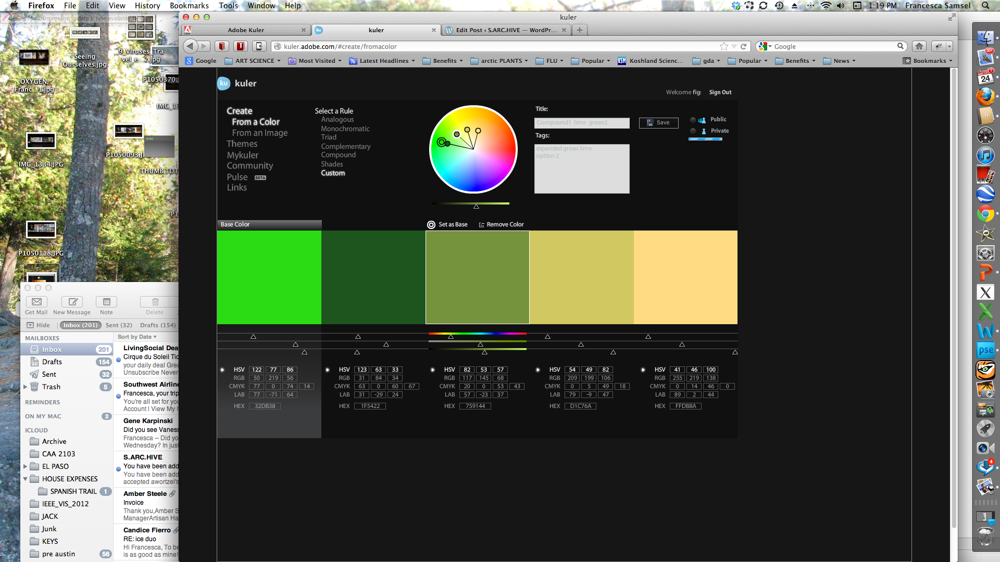 Firefox File Edit View History Bookmarks Tools Window Help
1:19 PM Francesca Samsel
MediaImpression update is now available
Seeing
Ourselves.jpg
9_Viruses_Tra
vel_e...2.jpg
OXYGEN,
Franc...1.jpg
IMG_1334.JPG
THUMB.TDT
P1050118.JPG
kuler
Adobe Kuler
kuler
Edit Post ‹ S.ARC.HIVE — WordPr...
kuler.adobe.com/#create/fromacolor
Google
Google ART SCIENCE Most Visited Latest Headlines Benefits arctic PLANTS FLU Popular KSM Koshland Scienc... gda Popular Benefits News Bookmarks
ku kuler
Welcome fig: Sign Out
Create
From a Color
From an Image
Themes
Mykuler
Community
Pulse BETA
Links
Select a Rule
Analogous
Monochromatic
Triad
Complementary
Compound
Shades
Custom
Title:
Compound1 lime green2
Save
Public
Private
Tags:
expanded green lime
option 2
Base Color
Set as Base Remove Color
HSV 122 77 86
RGB 50 219 56
CMYK 77 0 74 14
LAB 77 -71 64
HEX 32DB38
HSV 123 63 33
RGB 31 84 34
CMYK 63 0 60 67
LAB 31 -29 24
HEX 1F5422
HSV 82 53 57
RGB 117 145 68
CMYK 20 0 53 43
LAB 57 -23 37
HEX 759144
HSV 54 49 82
RGB 209 199 106
CMYK 0 5 49 18
LAB 79 -9 47
HEX D1C76A
HSV 41 46 100
RGB 255 219 138
CMYK 0 14 46 0
LAB 89 2 44
HEX FFDB8A
Get Mail New Message Note Delete
Hide Inbox (201) Sent (32) Drafts (154)
MAILBOXES
Inbox 201
Drafts 154
Sent 32
Trash 5
REMINDERS
ON MY MAC 2
ICLOUD
Archive
CAA 2103
EL PASO
HOUSE EXPENSES
SPANISH TRAIL 1
IEEE_VIS_2012
JACK
Junk
KEYS
pre austin 56
Sort by Date
LivingSocial Dea
Cirque du Soleil Tic
your daily deal Grea
Unsubscribe Never
Southwest Airline
Francesca, your trip
You're all set for you
Account | View My I
Gene Karpinski
Did you see Vaness
Francesca -- Did yo
Wednesday? In just
S.ARC.HIVE
You have been add
You have been add
accepted awortzel's
Amber Steele
Invoice
Thank you,Amber S
ManagerArtisan Ha
Candice Fierro
RE: ice duo
Hi Francesca, To be
is as good as mine!
201
AUG
24
1
pse
4